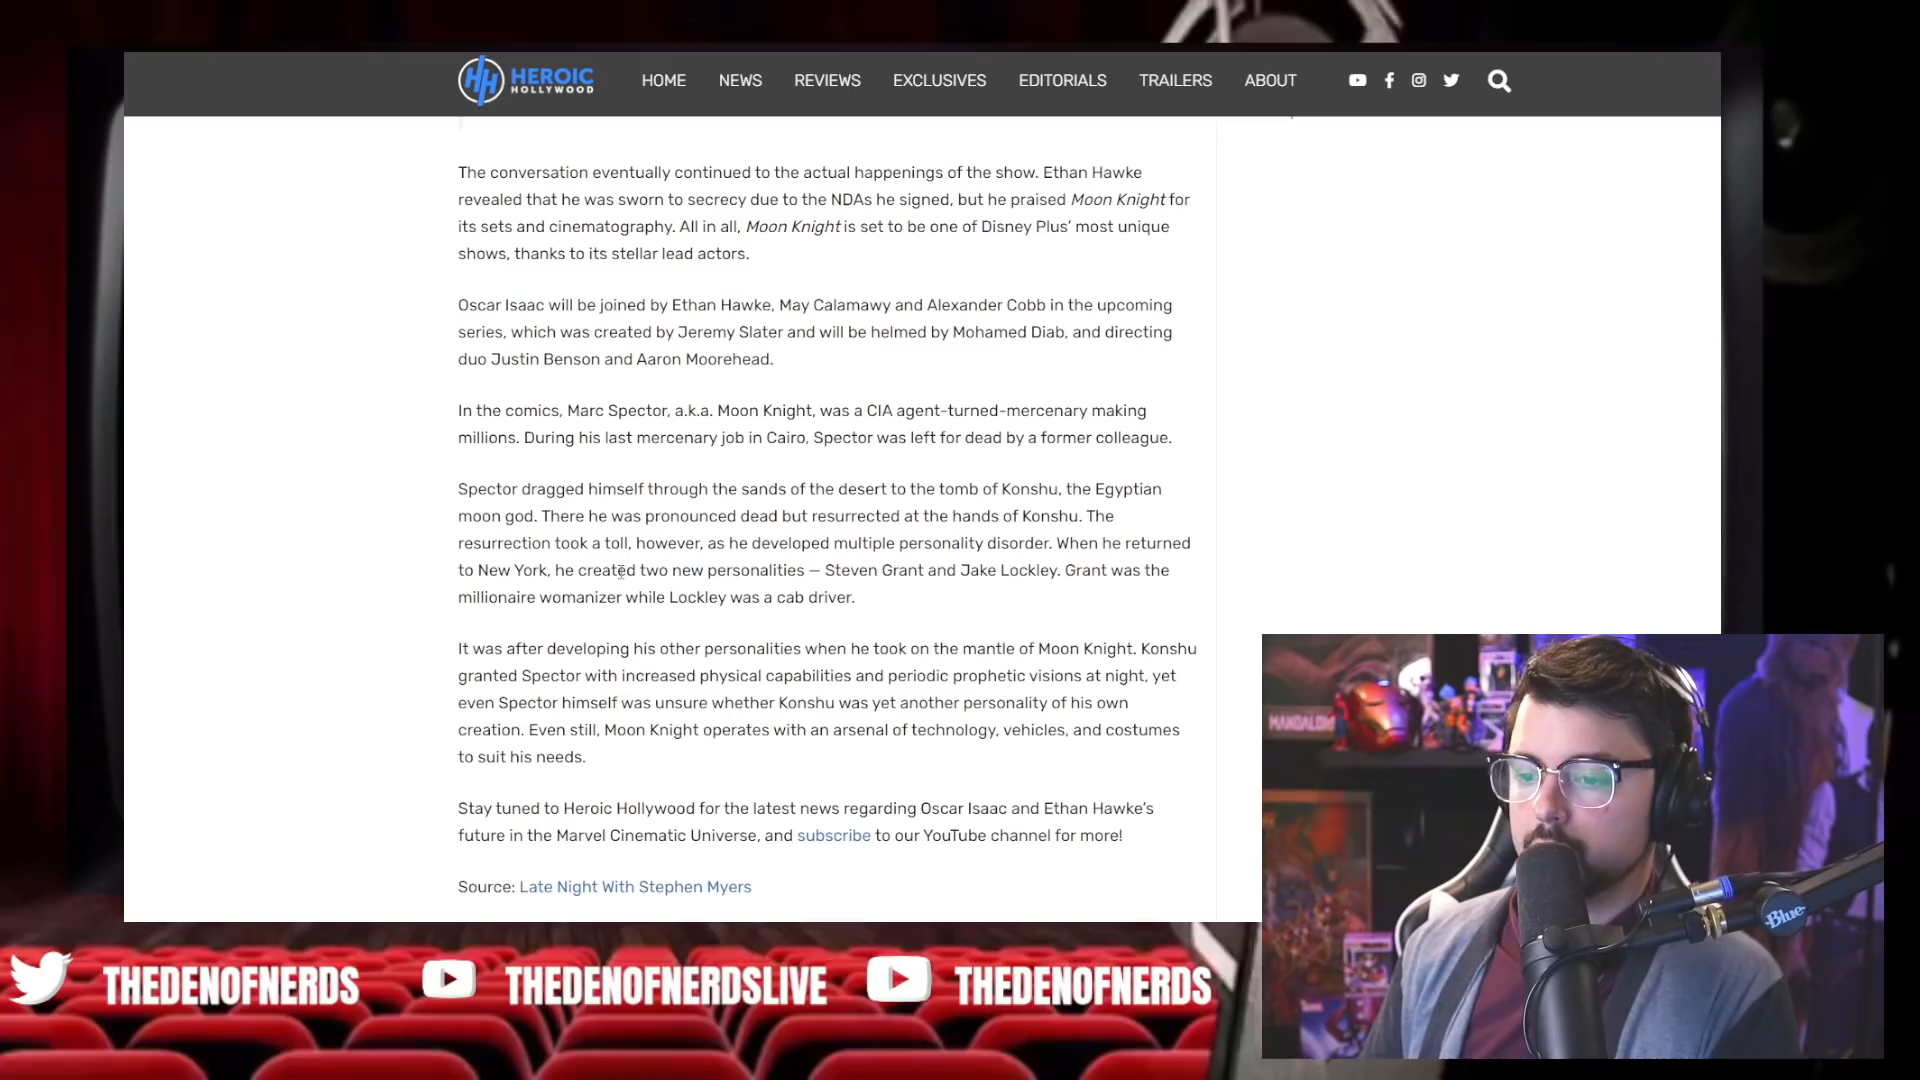 HEROIC
HOLLYWOOD
HOME NEWS REVIEWS EXCLUSIVES EDITORIALS TRAILERS ABOUT
The conversation eventually continued to the actual happenings of the show. Ethan Hawke
revealed that he was sworn to secrecy due to the NDAs he signed, but he praised Moon Knight for
its sets and cinematography. All in all, Moon Knight is set to be one of Disney Plus’ most unique
shows, thanks to its stellar lead actors.
Oscar Isaac will be joined by Ethan Hawke, May Calamawy and Alexander Cobb in the upcoming
series, which was created by Jeremy Slater and will be helmed by Mohamed Diab, and directing
duo Justin Benson and Aaron Moorehead.
In the comics, Marc Spector, a.k.a. Moon Knight, was a CIA agent-turned-mercenary making
millions. During his last mercenary job in Cairo, Spector was left for dead by a former colleague.
Spector dragged himself through the sands of the desert to the tomb of Konshu, the Egyptian
moon god. There he was pronounced dead but resurrected at the hands of Konshu. The
resurrection took a toll, however, as he developed multiple personality disorder. When he returned
to New York, he created two new personalities — Steven Grant and Jake Lockley. Grant was the
millionaire womanizer while Lockley was a cab driver.
It was after developing his other personalities when he took on the mantle of Moon Knight. Konshu
granted Spector with increased physical capabilities and periodic prophetic visions at night, yet
even Spector himself was unsure whether Konshu was yet another personality of his own
creation. Even still, Moon Knight operates with an arsenal of technology, vehicles, and costumes
to suit his needs.
Stay tuned to Heroic Hollywood for the latest news regarding Oscar Isaac and Ethan Hawke’s
future in the Marvel Cinematic Universe, and subscribe to our YouTube channel for more!
Source: Late Night With Stephen Myers
MANDALO
Blue
THEDENOFNERDS THEDENOFNERDSLIVE THEDENOFNERDS